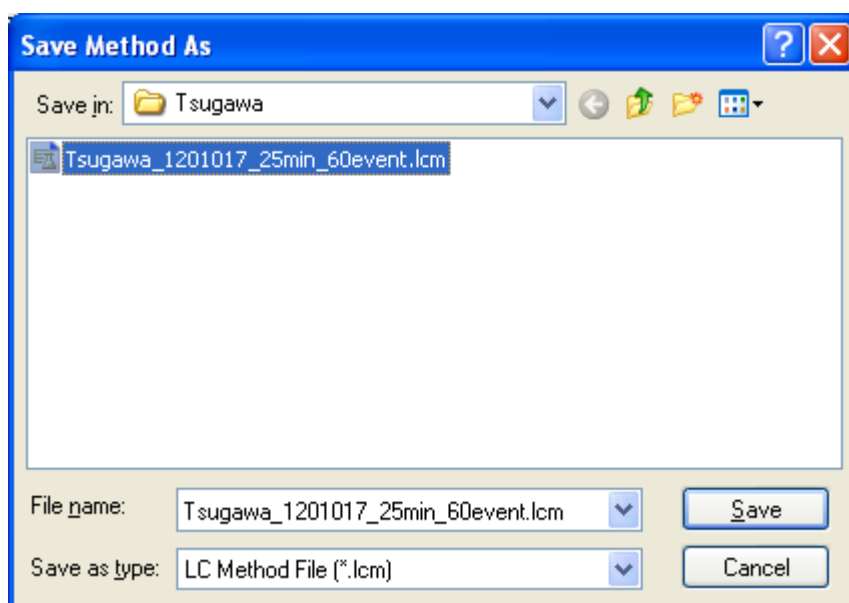 Save Method As
Save in: Tsugawa
Tsugawa_1201017_25min_60event.lcm
File name: Tsugawa_1201017_25min_60event.lcm Save
Save as type: LC Method File (*.lcm) Cancel